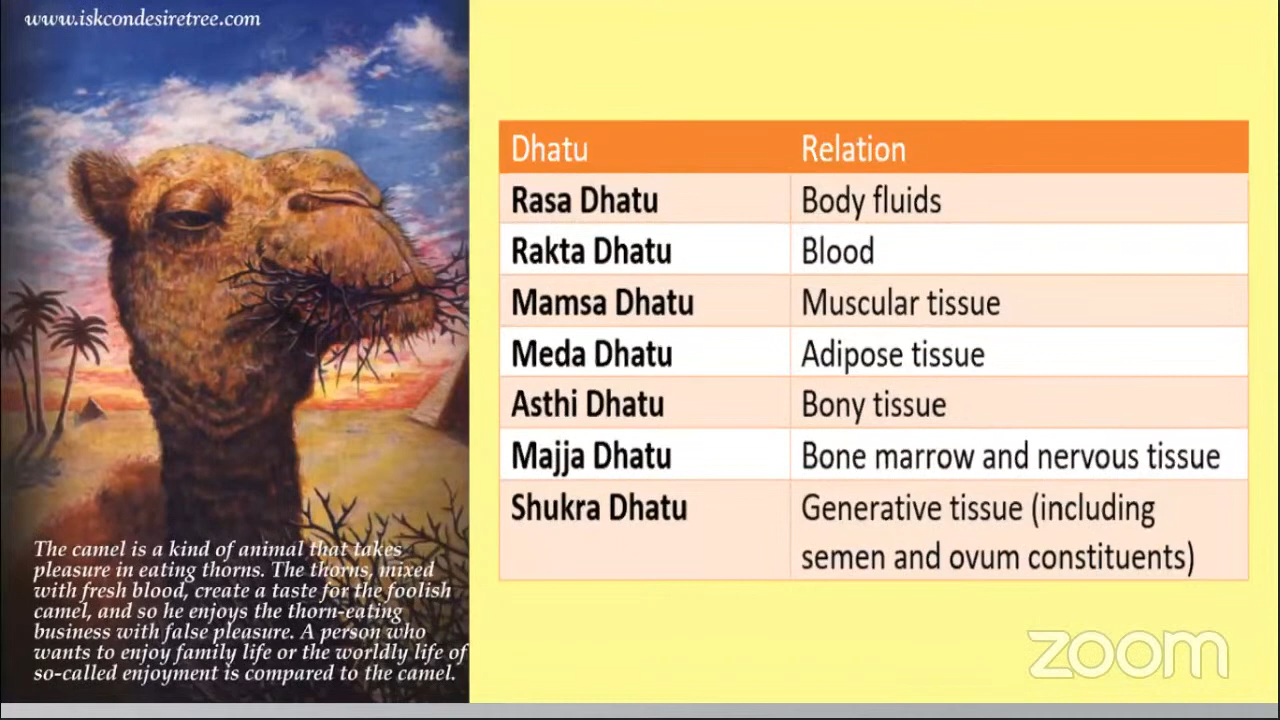 www.iskcondesiretree.com
The camel is a kind of animal that takes
pleasure in eating thorns. The thorns, mixed
with fresh blood, create a taste for the foolish
camel, and so he enjoys the thorn-eating
business with false pleasure. A person who
wants to enjoy family life or the worldly life of
so-called enjoyment is compared to the camel.
Dhatu Relation
Rasa Dhatu Body fluids
Rakta Dhatu Blood
Mamsa Dhatu Muscular tissue
Meda Dhatu Adipose tissue
Asthi Dhatu Bony tissue
Majja Dhatu Bone marrow and nervous tissue
Shukra Dhatu Generative tissue (including
semen and ovum constituents)
zoom